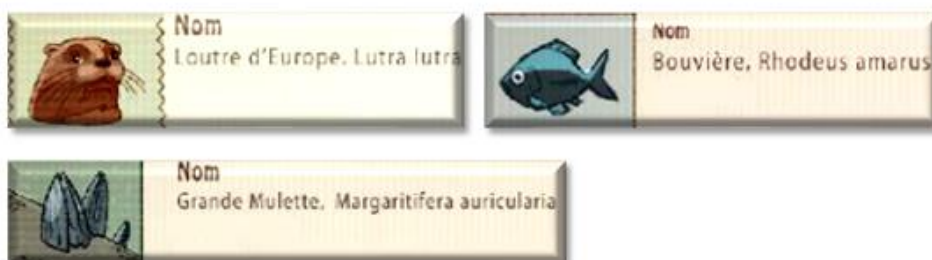 Nom
Loutre d'Europe. Lutra lutra
Nom
Bouvière. Rhodeus amarus
Nom
Grande Mulette. Margaritifera auricularia